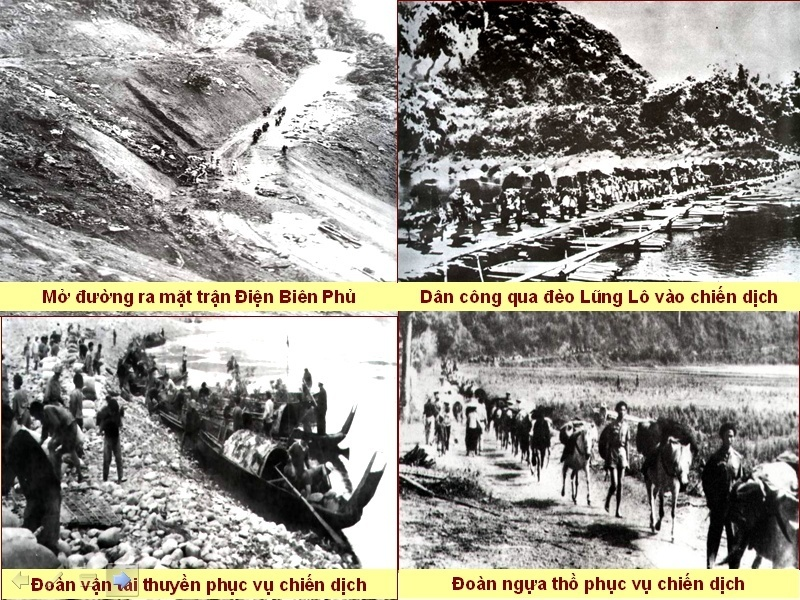 Mở đường ra mặt trận Điện Biên Phủ
Dân công qua đèo Lũng Lô vào chiến dịch
Đoàn vận tải thuyền phục vụ chiến dịch
Đoàn ngựa thồ phục vụ chiến dịch